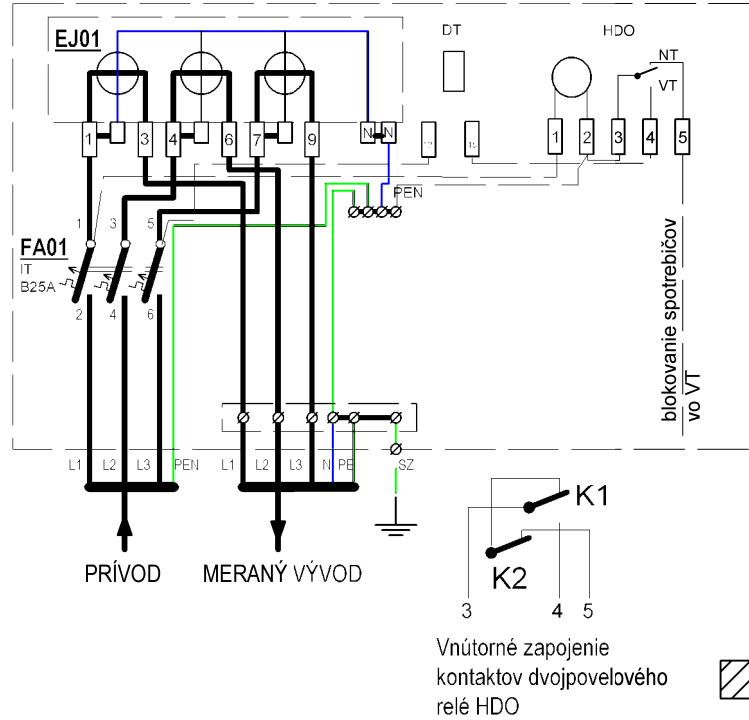 EJ01
DT
HDO
NT
VT
1
3
4
6
7
9
N
N
1
2
3
4
5
PEN
1
3
5
FA01
IT
B25A
2
4
6
blokovanie spotrebičov
vo VT
L1
L2
L3
PEN
L1
L2
L3
N
PE
SZ
K1
K2
PRÍVOD
MERANÝ VÝVOD
3
4
5
Vnútorné zapojenie
kontaktov dvojpovelového
relé HDO